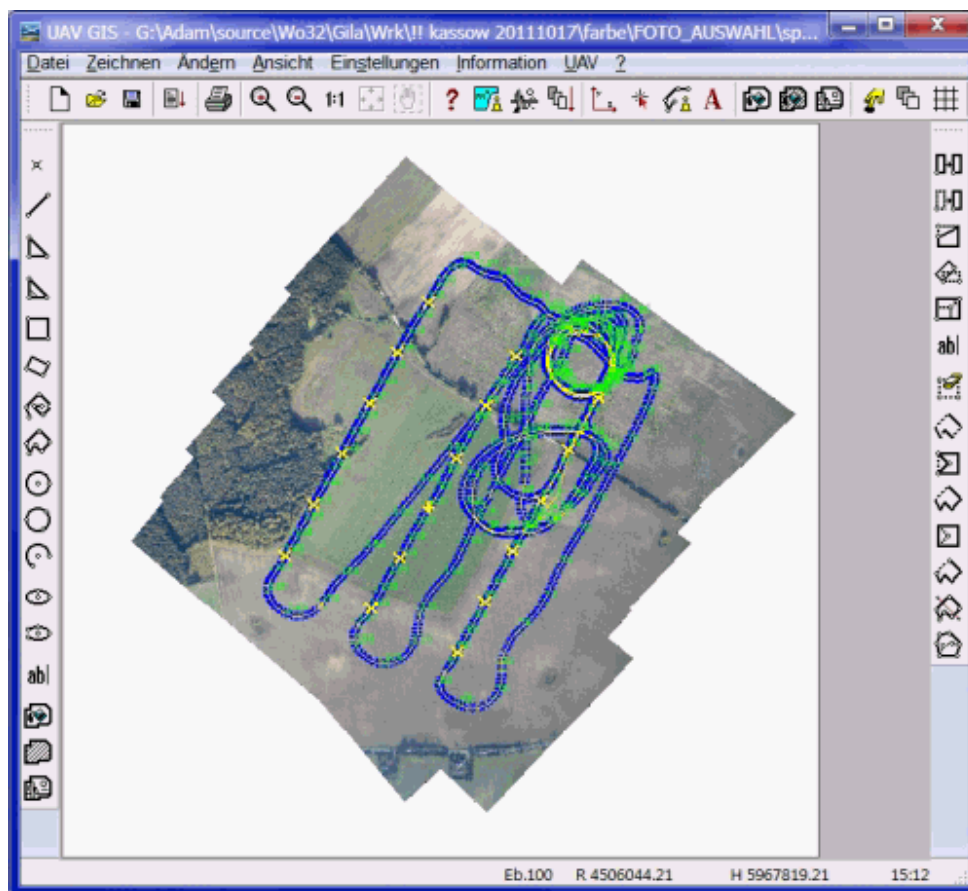 UAV GIS - G:\Adam\source\Wo32\Gila\Wrk\!! kassow 20111017\farbe\FOTO_AUSWAHL\sp...
Datei Zeichnen Ändern Ansicht Einstellungen Information UAV ?
1:1 ? A
ab|
ab|
Eb.100 R 4506044.21 H 5967819.21 15:12